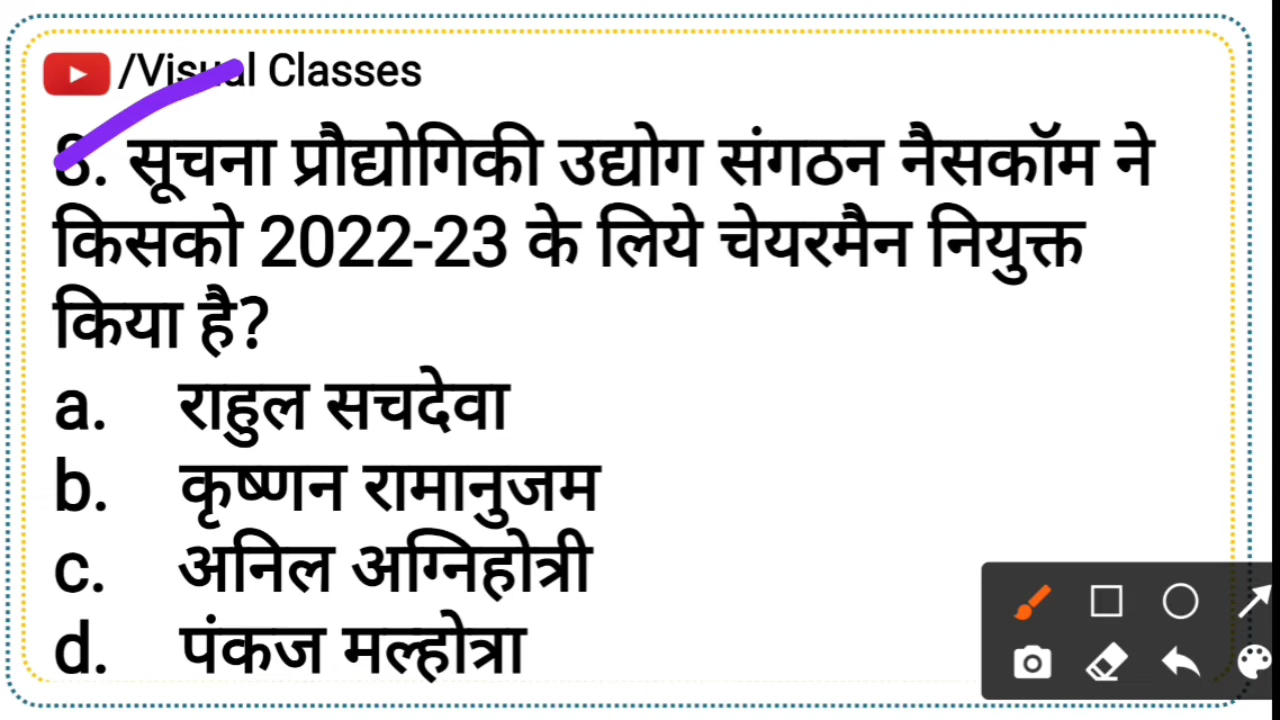 /Visual Classes
8. सूचना प्रौद्योगिकी उद्योग संगठन नैसकॉम ने
किसको 2022-23 के लिये चेयरमैन नियुक्त
किया है?
a. राहुल सचदेवा
b. कृष्णन रामानुजम
c. अनिल अग्निहोत्री
d. पंकज मल्होत्रा